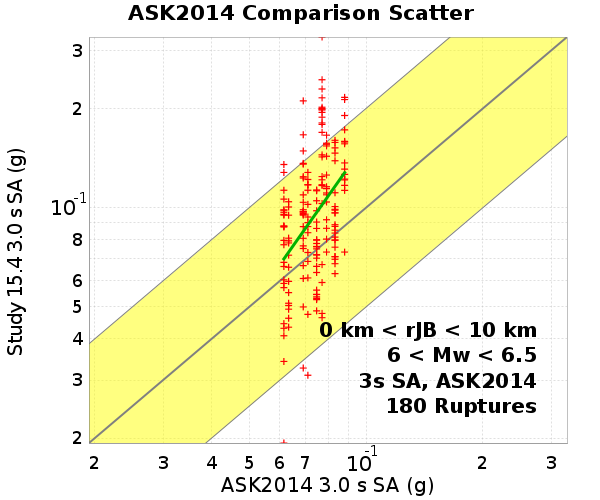 ASK2014 Comparison Scatter
3
2
10-1
8
6
5
4
3
2
Study 15.4 3.0 s SA (g)
0 km < rJB < 10 km
6 < Mw < 6.5
3s SA, ASK2014
180 Ruptures
2 3 4 5 6 7 10-1 2 3
ASK2014 3.0 s SA (g)